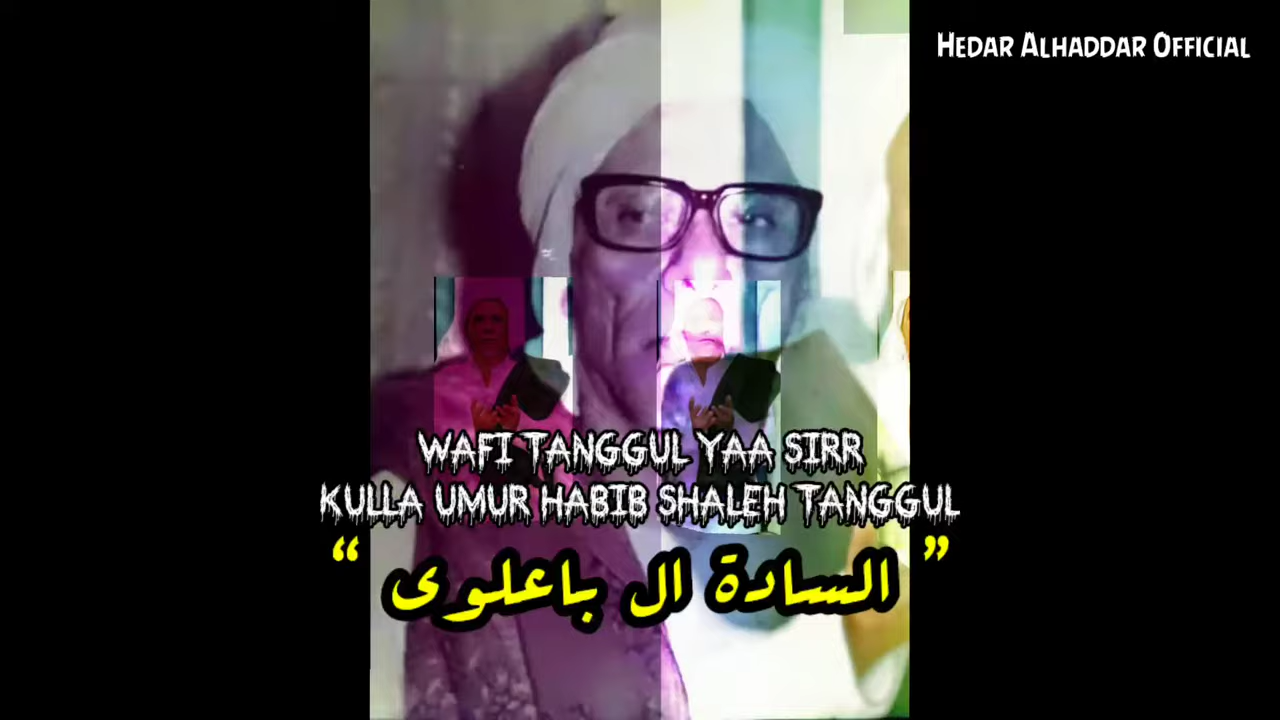 HEDAR ALHADDAR OFFICIAL
WAFI TANGGUL YAA SIRR
KULLA UMUR HABIB SHALEH TANGGUL
“ السادة ال باعلوى ”